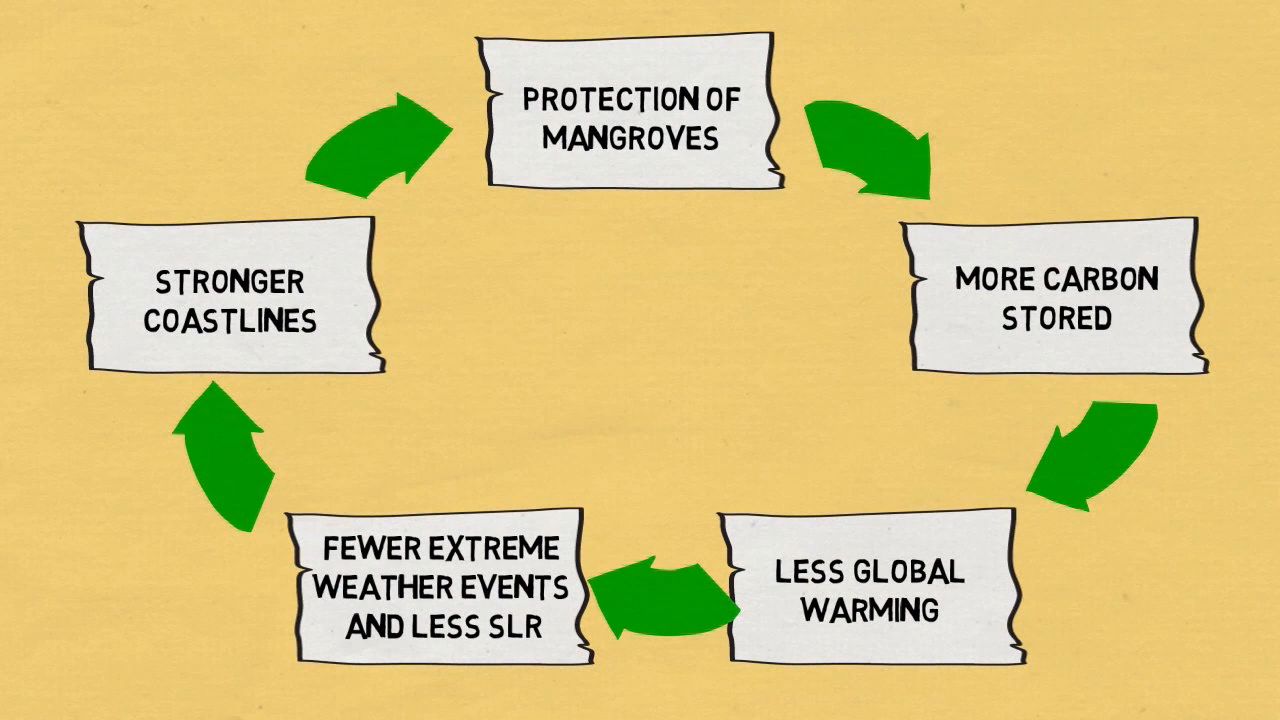 PROTECTION OF
MANGROVES
MORE CARBON
STORED
LESS GLOBAL
WARMING
FEWER EXTREME
WEATHER EVENTS
AND LESS SLR
STRONGER
COASTLINES